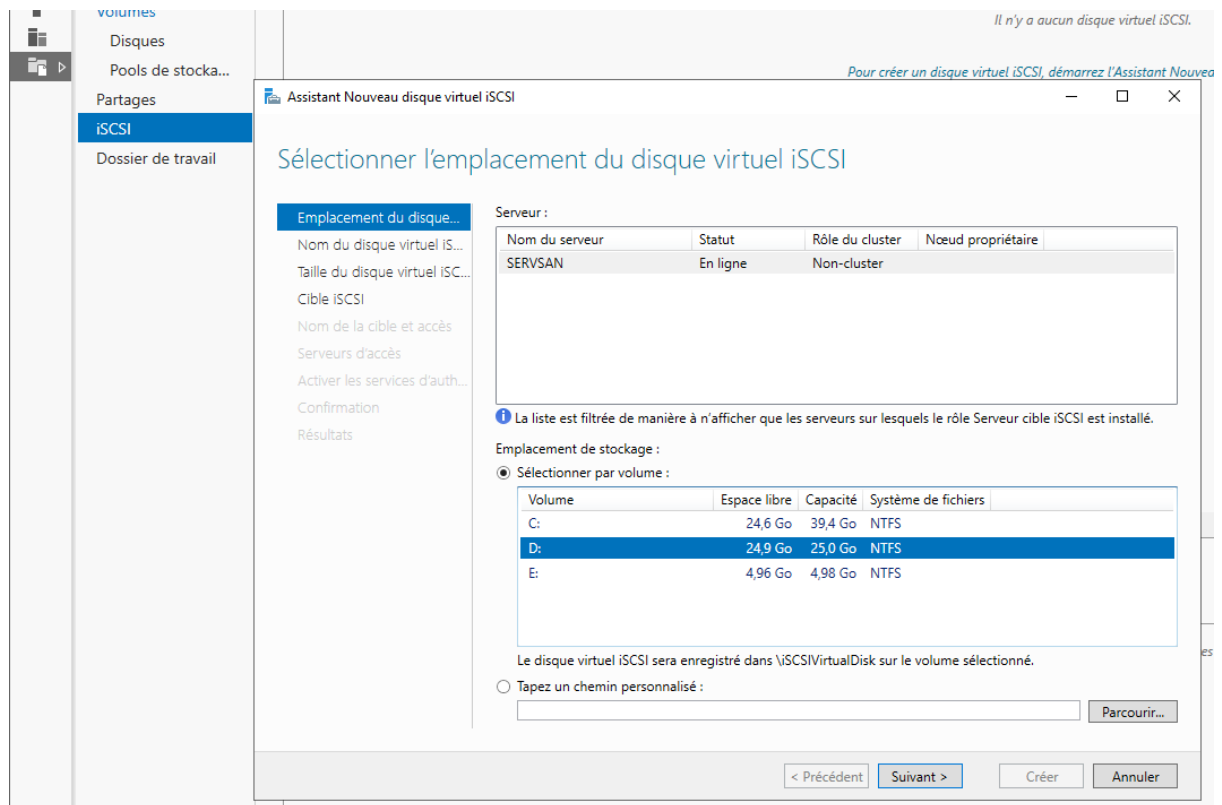 Volumes
Disques
Pools de stocka...
Partages
iSCSI
Dossier de travail
Il n'y a aucun disque virtuel iSCSI.
Pour créer un disque virtuel iSCSI, démarrez l'Assistant Nouvea
Assistant Nouveau disque virtuel iSCSI
Sélectionner l’emplacement du disque virtuel iSCSI
Emplacement du disque...
Nom du disque virtuel iS...
Taille du disque virtuel iSC...
Cible iSCSI
Nom de la cible et accès
Serveurs d’accès
Activer les services d’auth...
Confirmation
Résultats
Serveur :
Nom du serveur Statut Rôle du cluster Nœud propriétaire
SERVSAN En ligne Non-cluster
La liste est filtrée de manière à n’afficher que les serveurs sur lesquels le rôle Serveur cible iSCSI est installé.
Emplacement de stockage :
Sélectionner par volume :
Volume Espace libre Capacité Système de fichiers
C: 24,6 Go 39,4 Go NTFS
D: 24,9 Go 25,0 Go NTFS
E: 4,96 Go 4,98 Go NTFS
Le disque virtuel iSCSI sera enregistré dans \iSCSIVirtualDisk sur le volume sélectionné.
Tapez un chemin personnalisé :
Parcourir...
es
< Précédent Suivant > Créer Annuler